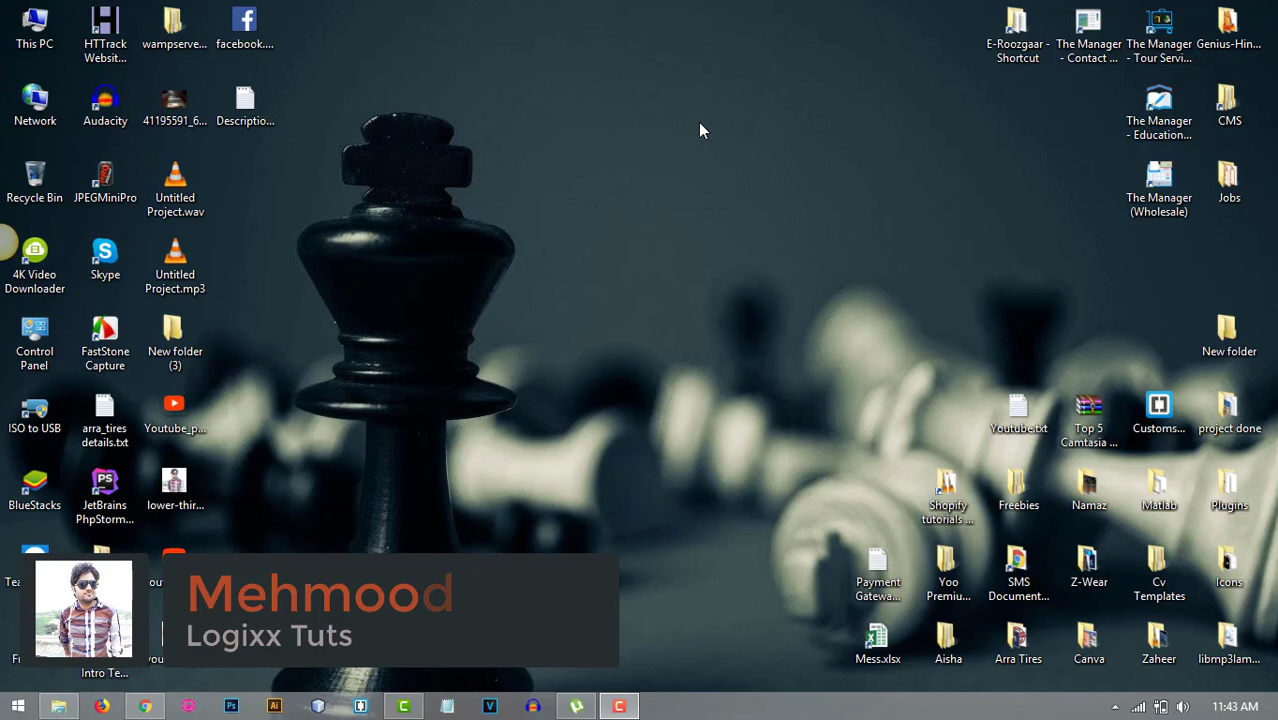 This PC
HTTrack
Websit...
wampserve...
facebook....
E-Roozgaar -
Shortcut
The Manager
- Contact ...
The Manager
- Tour Servi...
Genius-Hin...
Network
Audacity
41195591_6...
Descriptio...
The Manager
- Education...
CMS
Recycle Bin
JPEGMiniPro
Untitled
Project.wav
The Manager
(Wholesale)
Jobs
4K Video
Downloader
Skype
Untitled
Project.mp3
Control
Panel
FastStone
Capture
New folder
(3)
New folder
ISO to USB
arra_tires
details.txt
Youtube_p...
Youtube.txt
Top 5
Camtasia ...
Customs...
project done
BlueStacks
JetBrains
PhpStorm...
lower-thir...
Shopify
tutorials ...
Freebies
Namaz
Matlab
Plugins
Mehmood
Logixx Tuts
Payment
Gatewa...
Yoo
Premiu...
SMS
Document...
Z-Wear
Cv
Templates
Icons
Intro Te...
Mess.xlsx
Aisha
Arra Tires
Canva
Zaheer
libmp3lam...
11:43 AM